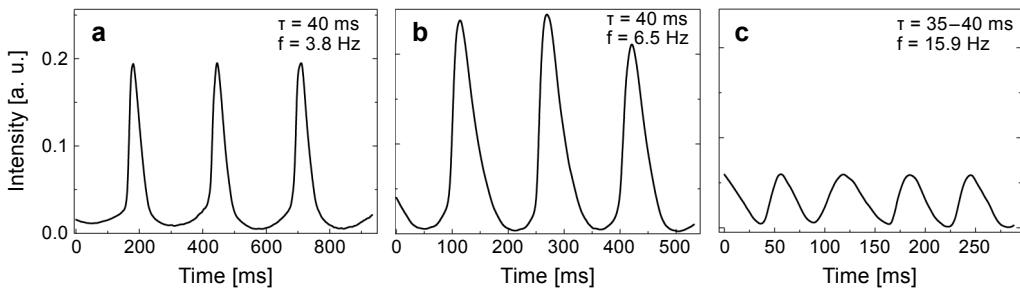 a
τ = 40 ms
f = 3.8 Hz
b
τ = 40 ms
f = 6.5 Hz
c
τ = 35–40 ms
f = 15.9 Hz
Intensity [a. u.]
0.2
0.1
0.0
0 200 400 600 800
0 100 200 300 400 500
0 50 100 150 200 250
Time [ms]
Time [ms]
Time [ms]